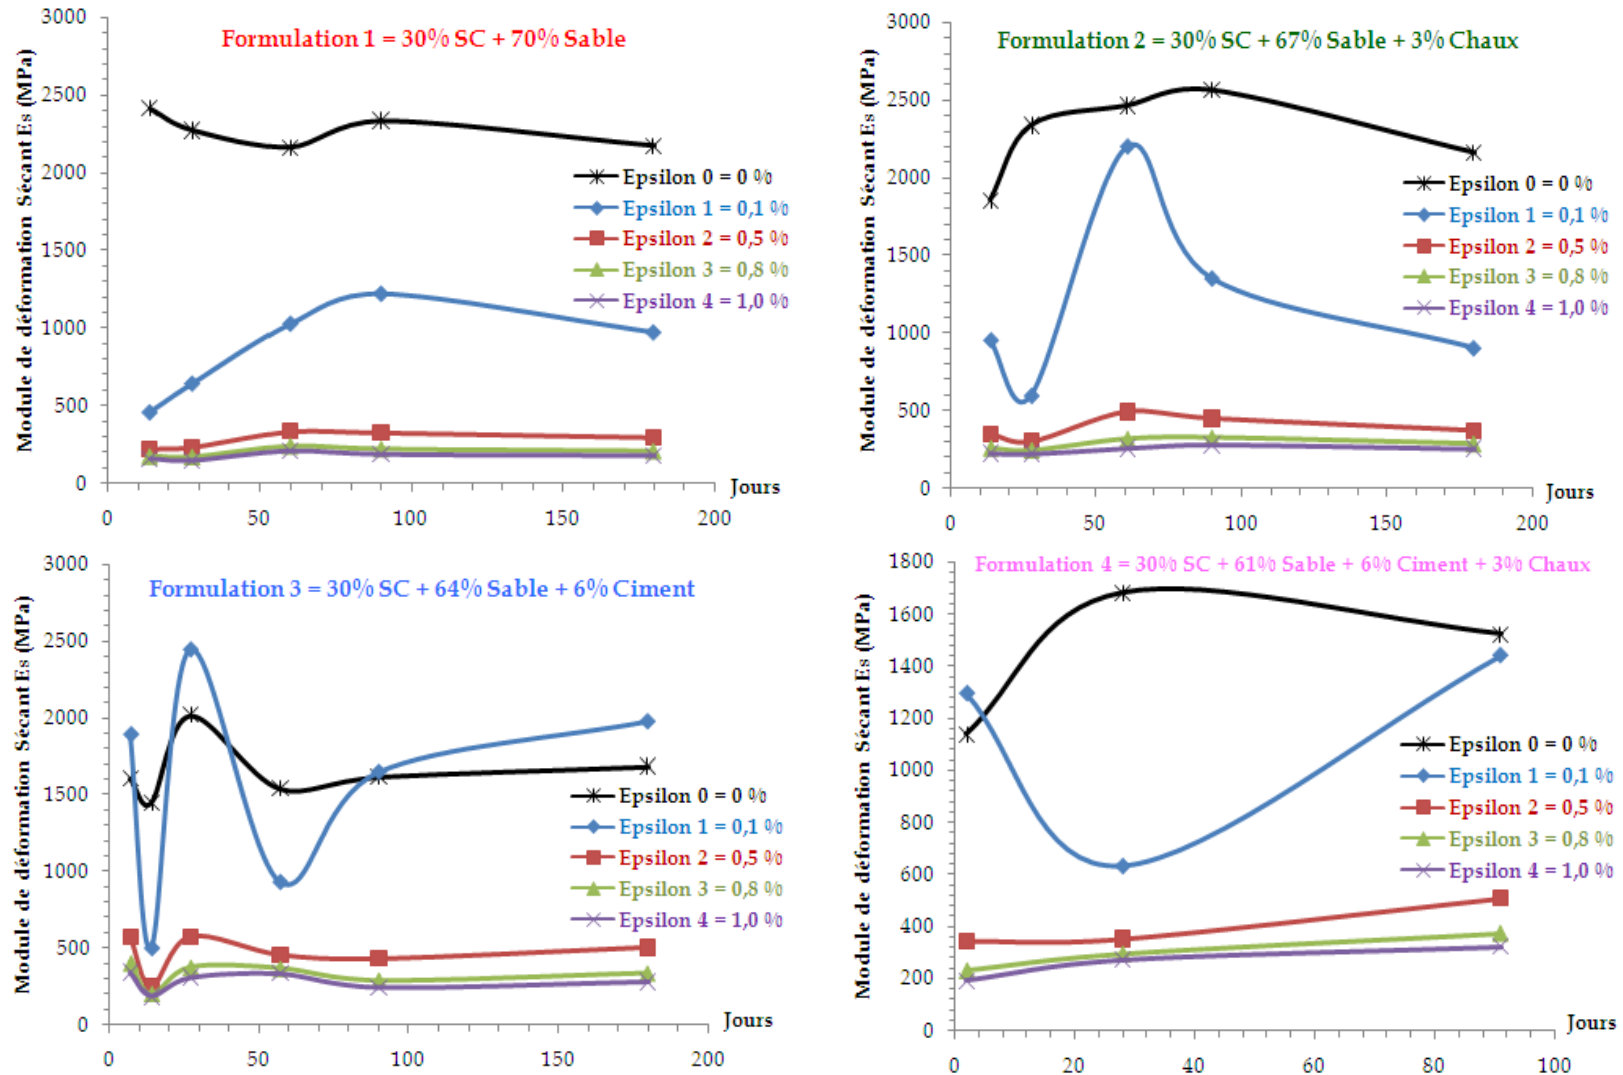 Formulation 1 = 30% SC + 70% Sable
Module de déformation Sécant Es (MPa)
3000
2500
2000
1500
1000
500
0
0 50 100 150 200
Jours
Epsilon 0 = 0 %
Epsilon 1 = 0,1 %
Epsilon 2 = 0,5 %
Epsilon 3 = 0,8 %
Epsilon 4 = 1,0 %
Formulation 2 = 30% SC + 67% Sable + 3% Chaux
Module de déformation Sécant Es (MPa)
3000
2500
2000
1500
1000
500
0
0 50 100 150 200
Jours
Epsilon 0 = 0 %
Epsilon 1 = 0,1 %
Epsilon 2 = 0,5 %
Epsilon 3 = 0,8 %
Epsilon 4 = 1,0 %
Formulation 3 = 30% SC + 64% Sable + 6% Ciment
Module de déformation Sécant Es (MPa)
3000
2500
2000
1500
1000
500
0
0 50 100 150 200
Jours
Epsilon 0 = 0 %
Epsilon 1 = 0,1 %
Epsilon 2 = 0,5 %
Epsilon 3 = 0,8 %
Epsilon 4 = 1,0 %
Formulation 4 = 30% SC + 61% Sable + 6% Ciment + 3% Chaux
Module de déformation Sécant Es (MPa)
1800
1600
1400
1200
1000
800
600
400
200
0
0 20 40 60 80 100
Jours
Epsilon 0 = 0 %
Epsilon 1 = 0,1 %
Epsilon 2 = 0,5 %
Epsilon 3 = 0,8 %
Epsilon 4 = 1,0 %